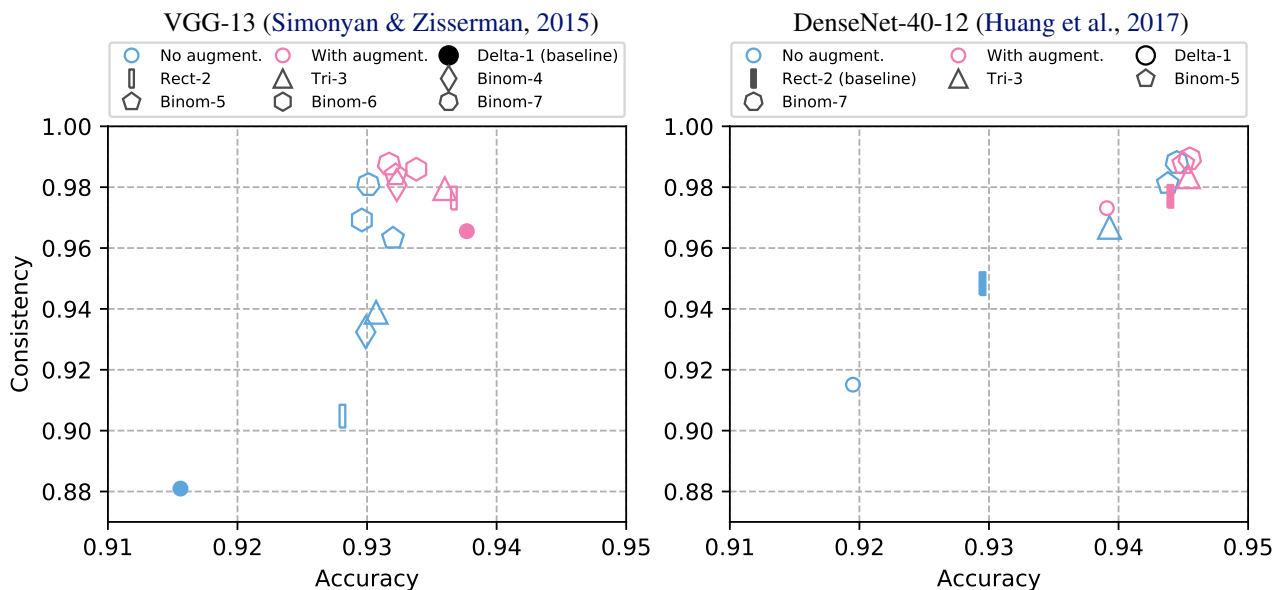 VGG-13 (Simonyan & Zisserman, 2015)
No augment. With augment. Delta-1 (baseline)
Rect-2 Tri-3 Binom-4
Binom-5 Binom-6 Binom-7
1.00
0.98
0.96
0.94
0.92
0.90
0.88
Consistency
0.91 0.92 0.93 0.94 0.95
Accuracy
DenseNet-40-12 (Huang et al., 2017)
No augment. With augment. Delta-1
Rect-2 (baseline) Tri-3 Binom-5
Binom-7
1.00
0.98
0.96
0.94
0.92
0.90
0.88
0.91 0.92 0.93 0.94 0.95
Accuracy